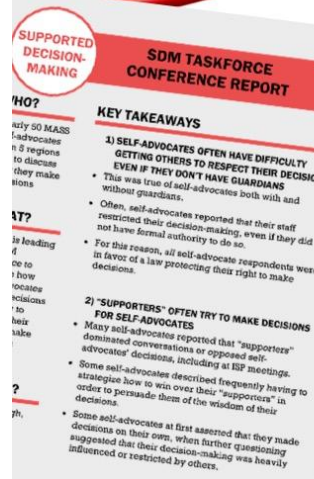 SUPPORTED
DECISION-
MAKING
SDM TASKFORCE
CONFERENCE REPORT
WHO?
arly 50 MASS
f-advocates
n 8 regions
to discuss
they make
sions
AT?
is leading
ce to
how
vocates
ecisions
to
heir
make
?
gh,
KEY TAKEAWAYS
1) SELF-ADVOCATES OFTEN HAVE DIFFICULTY
GETTING OTHERS TO RESPECT THEIR DECISIO
EVEN IF THEY DON'T HAVE GUARDIANS
• This was true of self-advocates both with and
without guardians.
• Often, self-advocates reported that their staff
restricted their decision-making, even if they did
not have formal authority to do so.
• For this reason, all self-advocate respondents were
in favor of a law protecting their right to make
decisions.
2) "SUPPORTERS" OFTEN TRY TO MAKE DECISIONS
FOR SELF-ADVOCATES
• Many self-advocates reported that "supporters"
dominated conversations or opposed self-
advocates' decisions, including at ISP meetings.
• Some self-advocates described frequently having to
strategize how to win over their "supporters" in
order to persuade them of the wisdom of their
decisions.
• Some self-advocates at first asserted that they made
decisions on their own, when further questioning
suggested that their decision-making was heavily
influenced or restricted by others.